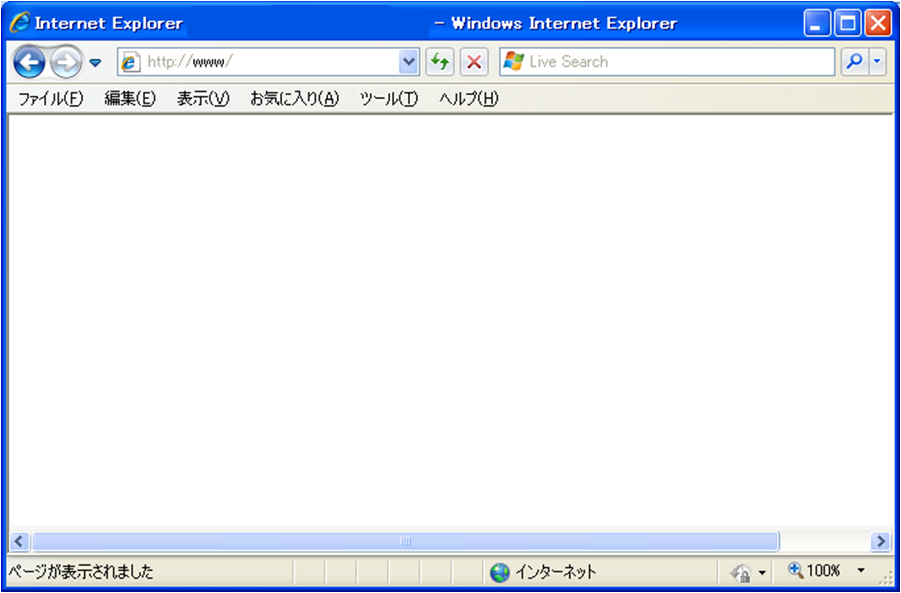 Internet Explorer - Windows Internet Explorer
http://www/ Live Search
ファイル(F) 編集(E) 表示(V) お気に入り(A) ツール(T) ヘルプ(H)
ページが表示されました インターネット 100%